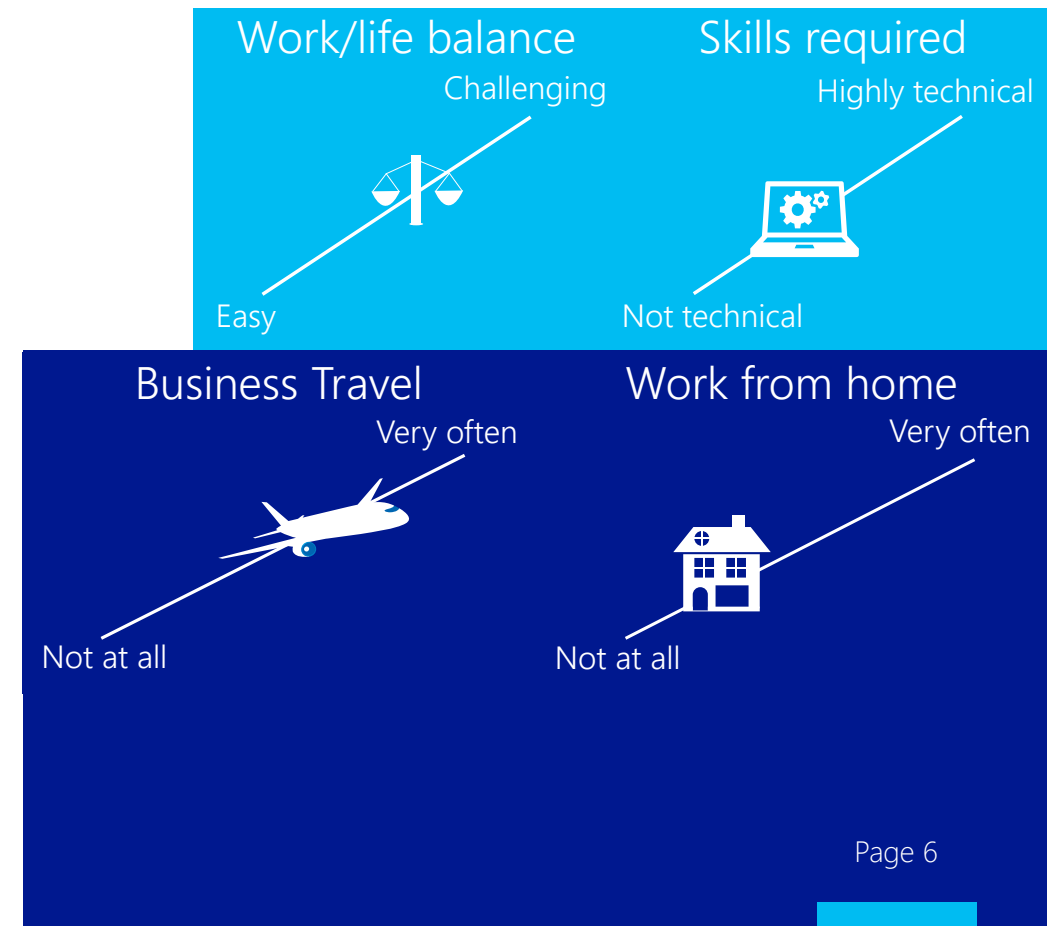 Work/life balance
Challenging
Easy
Skills required
Highly technical
Not technical
Business Travel
Very often
Not at all
Work from home
Very often
Not at all
Page 6